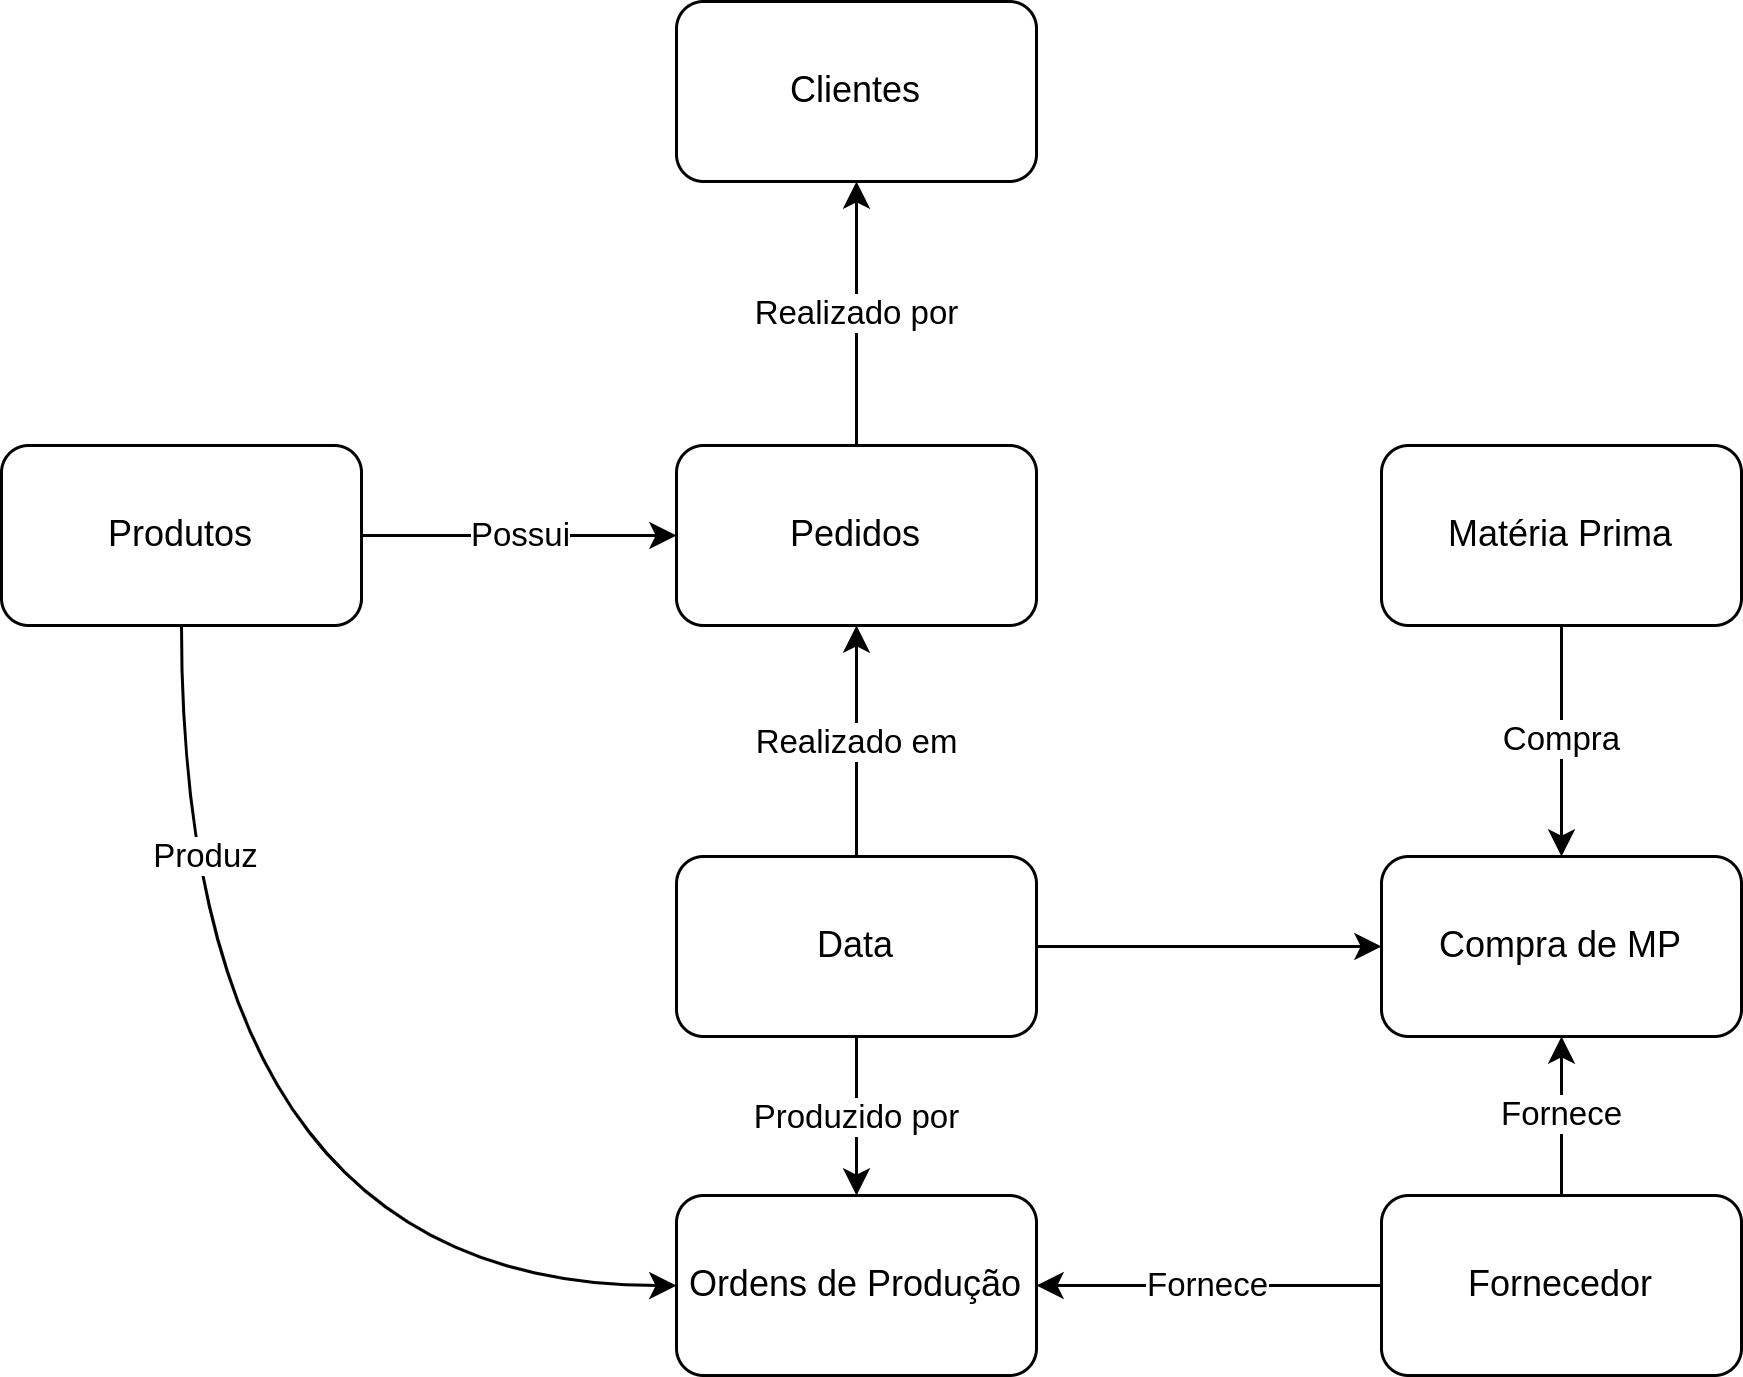 Clientes
Realizado por
Produtos
Possui
Pedidos
Matéria Prima
Realizado em
Compra
Produz
Data
Compra de MP
Produzido por
Fornece
Ordens de Produção
Fornece
Fornecedor